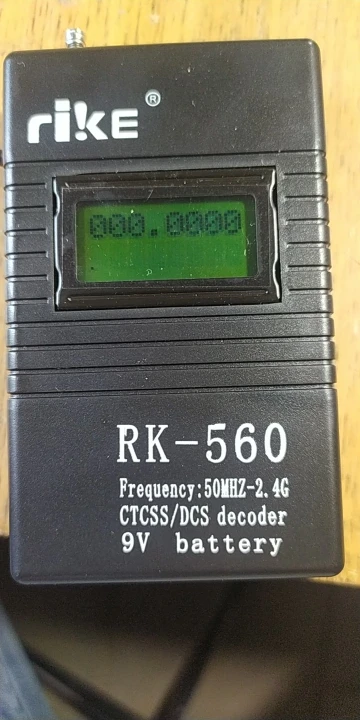 riKE ®
000.0000
RK-560
Frequency:50MHZ-2.4G
CTCSS/DCS decoder
9V battery